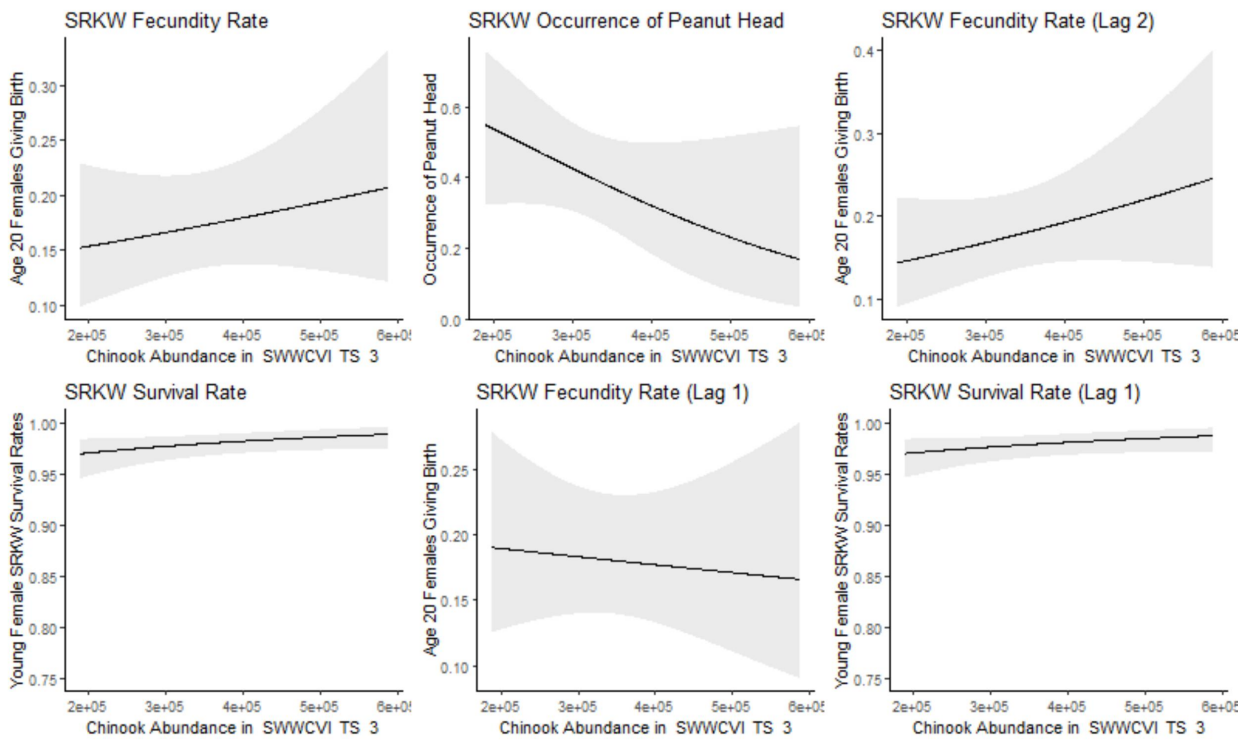 SRKW Fecundity Rate
Age 20 Females Giving Birth
0.30
0.25
0.20
0.15
0.10
2e+05 3e+05 4e+05 5e+05 6e+05
Chinook Abundance in SWWCVI TS 3
SRKW Occurrence of Peanut Head
Occurrence of Peanut Head
0.6
0.4
0.2
0.0
2e+05 3e+05 4e+05 5e+05 6e+05
Chinook Abundance in SWWCVI TS 3
SRKW Fecundity Rate (Lag 2)
Age 20 Females Giving Birth
0.4
0.3
0.2
0.1
2e+05 3e+05 4e+05 5e+05 6e+05
Chinook Abundance in SWWCVI TS 3
SRKW Survival Rate
Young Female SRKW Survival Rates
1.00
0.95
0.90
0.85
0.80
0.75
2e+05 3e+05 4e+05 5e+05 6e+05
Chinook Abundance in SWWCVI TS 3
SRKW Fecundity Rate (Lag 1)
Age 20 Females Giving Birth
0.25
0.20
0.15
0.10
2e+05 3e+05 4e+05 5e+05 6e+05
Chinook Abundance in SWWCVI TS 3
SRKW Survival Rate (Lag 1)
Young Female SRKW Survival Rates
1.00
0.95
0.90
0.85
0.80
0.75
2e+05 3e+05 4e+05 5e+05 6e+05
Chinook Abundance in SWWCVI TS 3